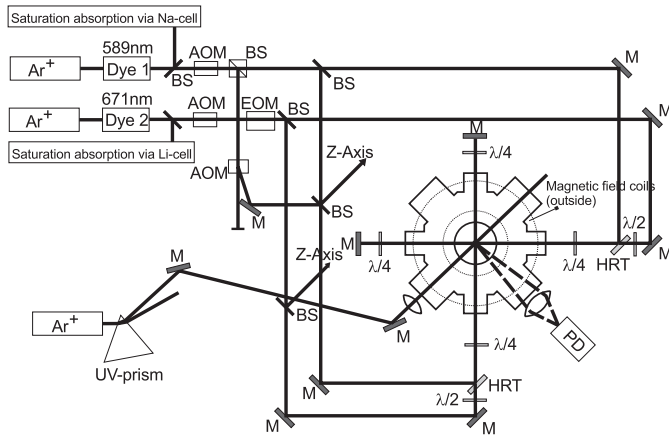 Saturation absorption via Na-cell
589nm
Ar+
Dye 1
BS
AOM
BS
BS
M
671nm
Ar+
Dye 2
AOM
EOM
BS
M
M
Saturation absorption via Li-cell
λ/4
AOM
Z-Axis
Magnetic field coils
(outside)
M
BS
λ/2
M
λ/4
λ/4
HRT
M
M
Z-Axis
BS
Ar+
M
PD
UV-prism
λ/4
M
HRT
λ/2
M
M